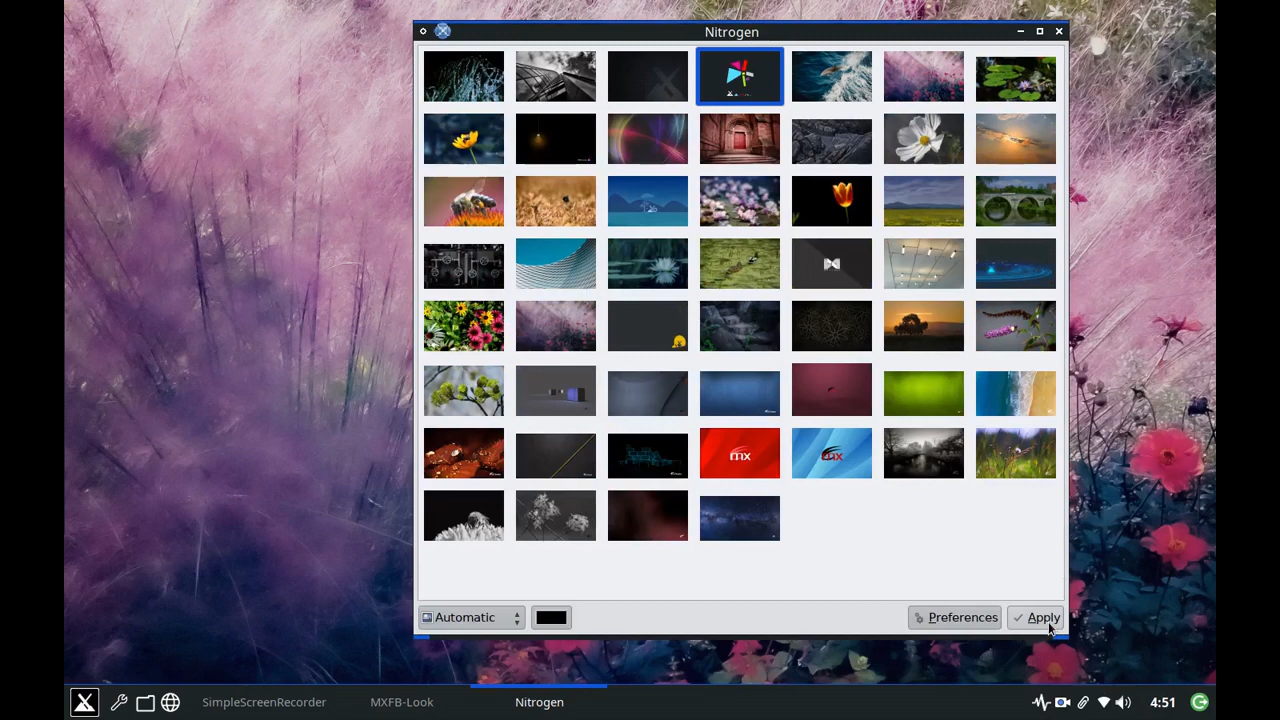 Nitrogen
mx
mx
Automatic
Preferences
Apply
SimpleScreenRecorder
MXFB-Look
Nitrogen
4:51